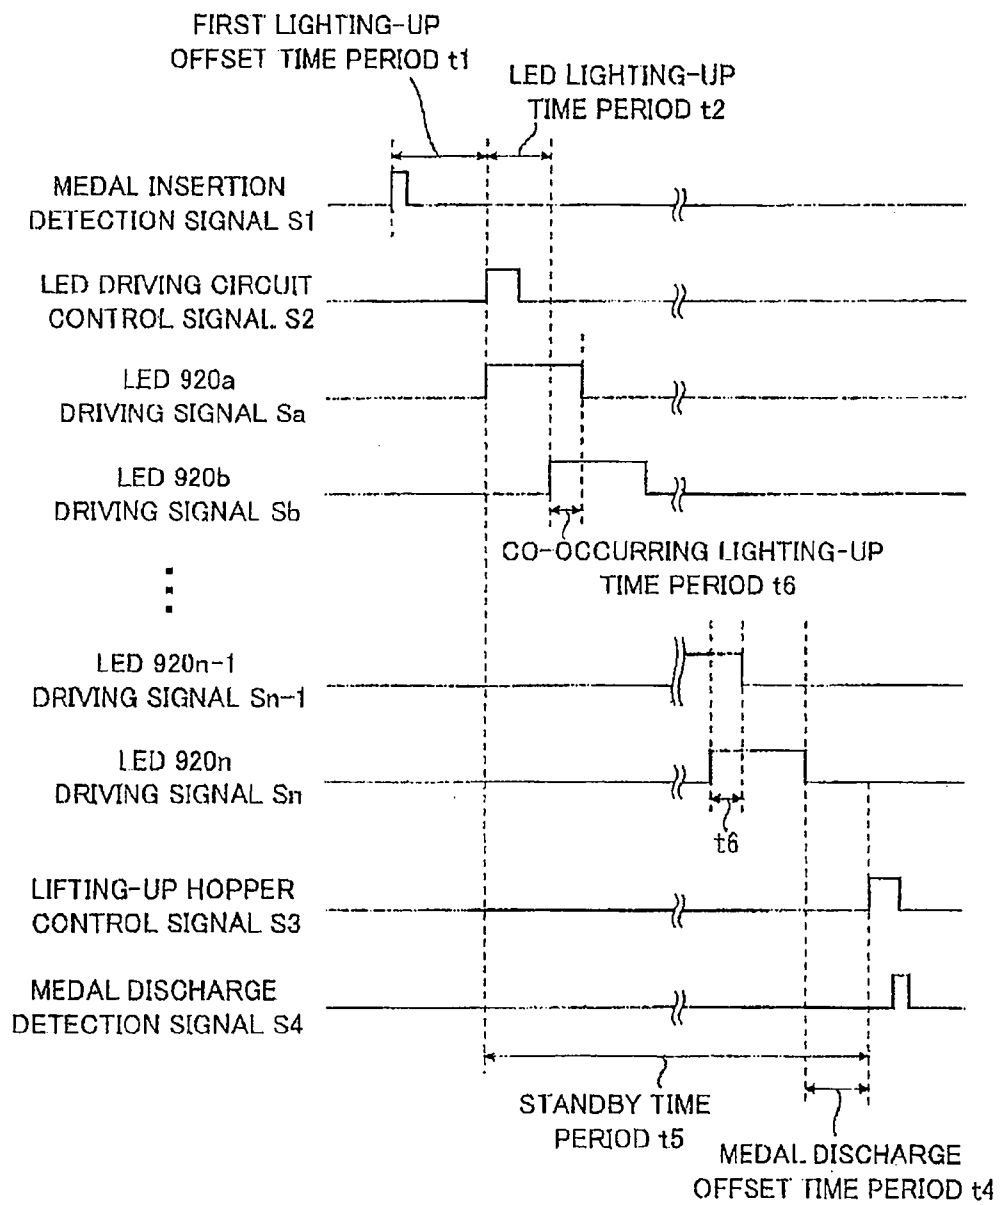 FIRST LIGHTING-UP
OFFSET TIME PERIOD t1
LED LIGHTING-UP
TIME PERIOD t2
MEDAL INSERTION
DETECTION SIGNAL S1
LED DRIVING CIRCUIT
CONTROL SIGNAL S2
LED 920a
DRIVING SIGNAL Sa
LED 920b
DRIVING SIGNAL Sb
CO-OCCURRING LIGHTING-UP
TIME PERIOD t6
LED 920n-1
DRIVING SIGNAL Sn-1
LED 920n
DRIVING SIGNAL Sn
t6
LIFTING-UP HOPPER
CONTROL SIGNAL S3
MEDAL DISCHARGE
DETECTION SIGNAL S4
STANDBY TIME
PERIOD t5
MEDAL DISCHARGE
OFFSET TIME PERIOD t4